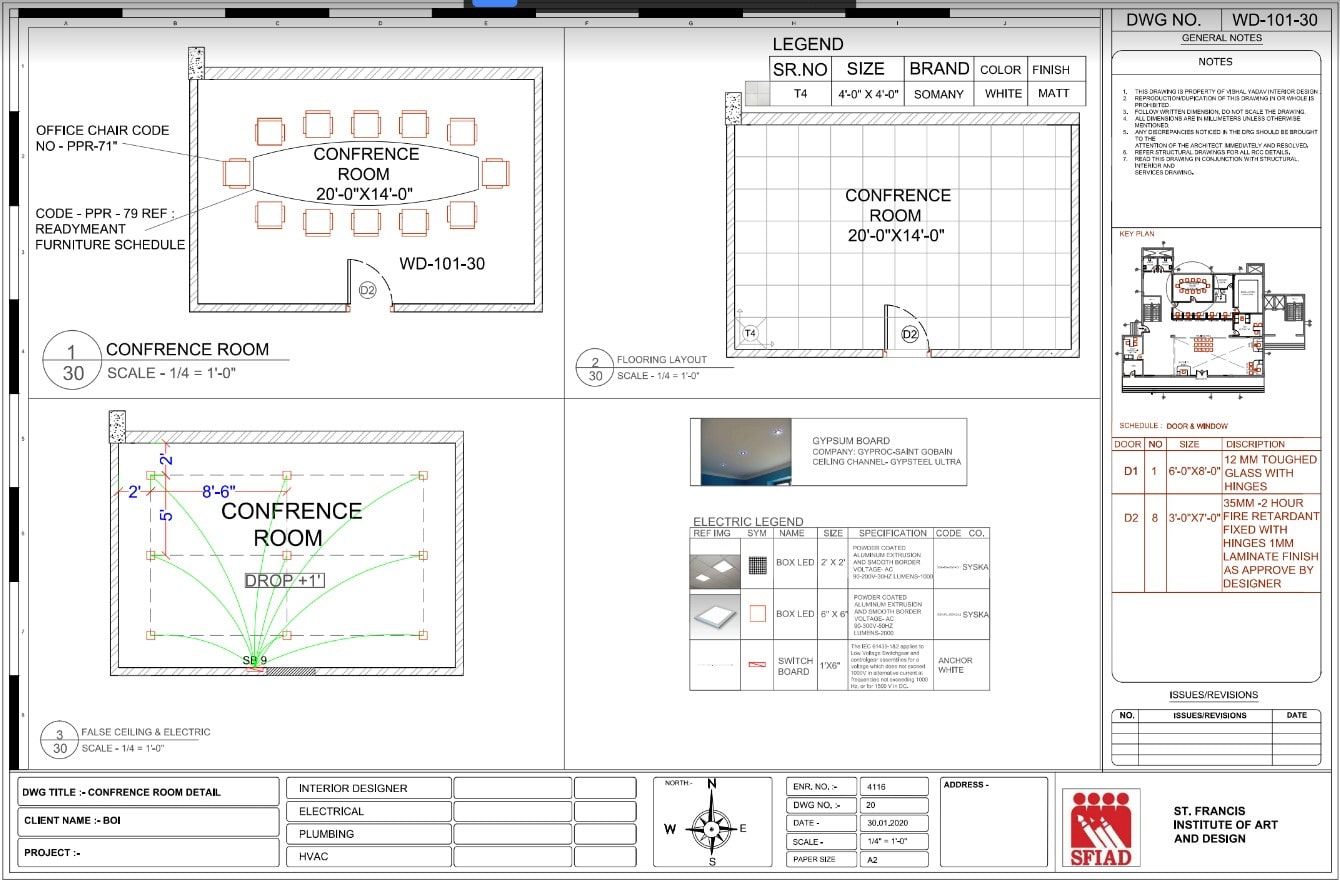 A B C D E F G H I J
DWG NO. WD-101-30
GENERAL NOTES
NOTES
1. THIS DRAWING IS PROPERTY OF VISHAL YADAV INTERIOR DESIGN
2 REPRODUCTION/DUPICATION OF THIS DRAWING IN OR WHOLE IS
PROHIBITED.
3. FOLLOW WRITTEN DIMENSION, DO NOT SCALE THE DRAWING.
4. ALL DIMENSIONS ARE IN MILLIMETERS UNLESS OTHERWISE
MENTIONED.
5. ANY DISCREPANCIES NOTICED IN THE DRG SHOULD BE BROUGHT
TO THE
ATTENTION OF THE ARCHITECT IMMEDIATELY AND RESOLVED.
6. REFER STRUCTURAL DRAWINGS FOR ALL RCC DETAILS.
7. READ THIS DRAWING IN CONJUNCTION WITH STRUCTURAL,
INTERIOR AND
SERVICES DRAWING.
OFFICE CHAIR CODE
NO - PPR-71"
CODE - PPR - 79 REF :
READYMEANT
FURNITURE SCHEDULE
CONFRENCE
ROOM
20'-0"X14'-0"
WD-101-30
D2
1
30
CONFRENCE ROOM
SCALE - 1/4 = 1'-0"
LEGEND
SR.NO SIZE BRAND COLOR FINISH
T4 4'-0" X 4'-0" SOMANY WHITE MATT
CONFRENCE
ROOM
20'-0"X14'-0"
T4
D2
2
30
FLOORING LAYOUT
SCALE - 1/4 = 1'-0"
KEY PLAN
SCHEDULE : DOOR & WINDOW
DOOR NO SIZE DISCRIPTION
D1 1 6'-0"X8'-0" 12 MM TOUGHED
GLASS WITH
HINGES
D2 8 3'-0"X7'-0" 35MM -2 HOUR
FIRE RETARDANT
FIXED WITH
HINGES 1MM
LAMINATE FINISH
AS APPROVE BY
DESIGNER
2'
2' 8'-6"
5'
CONFRENCE
ROOM
DROP +1'
SB 9
3
30
FALSE CEILING & ELECTRIC
SCALE - 1/4 = 1'-0"
GYPSUM BOARD
COMPANY: GYPROC-SAINT GOBAIN
CEILING CHANNEL- GYPSTEEL ULTRA
ELECTRIC LEGEND
REF IMG SYM NAME SIZE SPECIFICATION CODE CO.
BOX LED 2' X 2' POWDER COATED
ALUMINUM EXTRUSION
AND SMOOTH BORDER
VOLTAGE- AC
93-200V-30HZ LUMENS-1000
SYSKA
BOX LED 6" X 6" POWDER COATED
ALUMINUM EXTRUSION
AND SMOOTH BORDER
VOLTAGE- AC
90-300V-50HZ
LUMENS-2000
SYSKA
SWITCH
BOARD
1'X6"
The IEC 61439-1&2 applies to
Low Voltage Switchgear and
controlgear assemblies for a
voltage which does not exceed
1000V in alternative current at
frequencies not exceeding 1000
Hz, or for 1500 V in DC.
ANCHOR
WHITE
ISSUES/REVISIONS
NO. ISSUES/REVISIONS DATE
DWG TITLE :- CONFRENCE ROOM DETAIL
CLIENT NAME :- BOI
PROJECT :-
INTERIOR DESIGNER
ELECTRICAL
PLUMBING
HVAC
NORTH:-
N
W E
S
ENR. NO. :- 4116
DWG NO. :- 20
DATE - 30.01.2020
SCALE - 1/4" = 1'-0"
PAPER SIZE A2
ADDRESS -
SFIAD
ST. FRANCIS
INSTITUTE OF ART
AND DESIGN